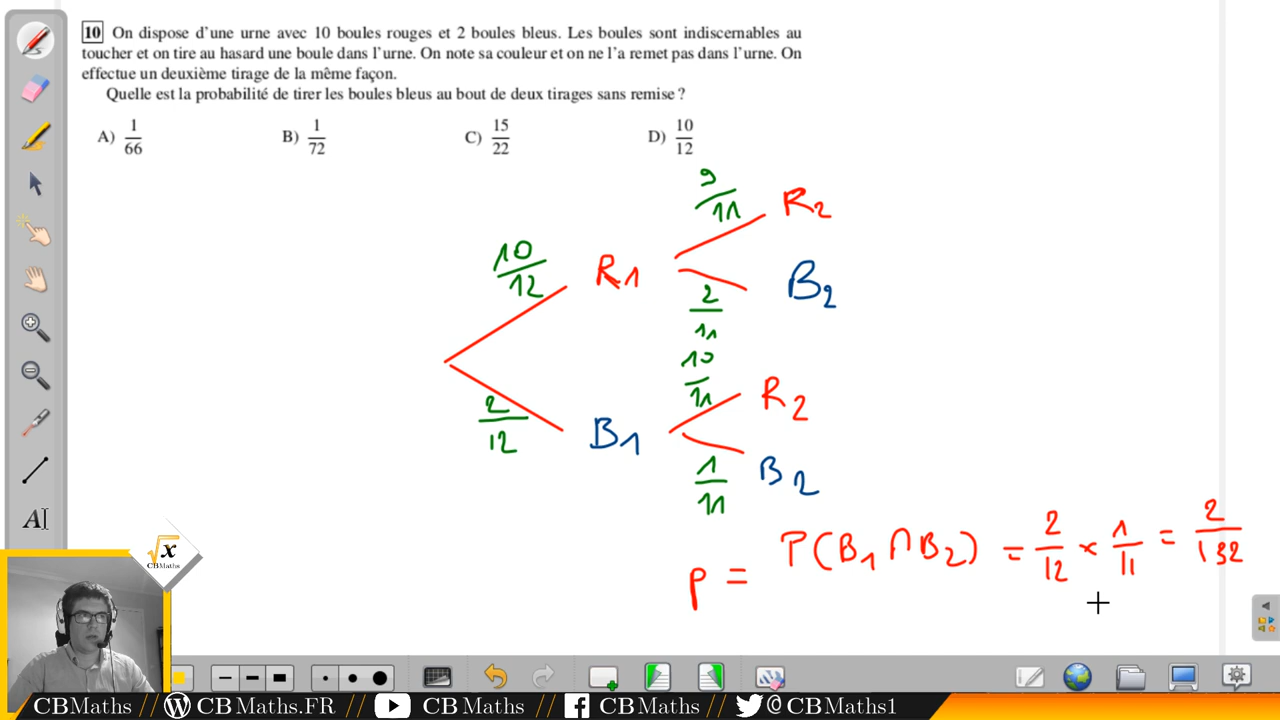 10 On dispose d'une urne avec 10 boules rouges et 2 boules bleus. Les boules sont indiscernables au
toucher et on tire au hasard une boule dans l'urne. On note sa couleur et on ne l'a remet pas dans l'urne. On
effectue un deuxième tirage de la même façon.
Quelle est la probabilité de tirer les boules bleus au bout de deux tirages sans remise ?
A) 1/66 B) 1/72 C) 15/22 D) 10/12
9/11 R2
10/12 R1
2/11 B2
10/11 R2
2/12 B1
1/11 B2
p = P(B1 ∩ B2) = 2/12 × 1/11 = 2/132
√x
CBMaths
AI
CBMaths CBMaths.FR CBMaths CBMaths @CBMaths1